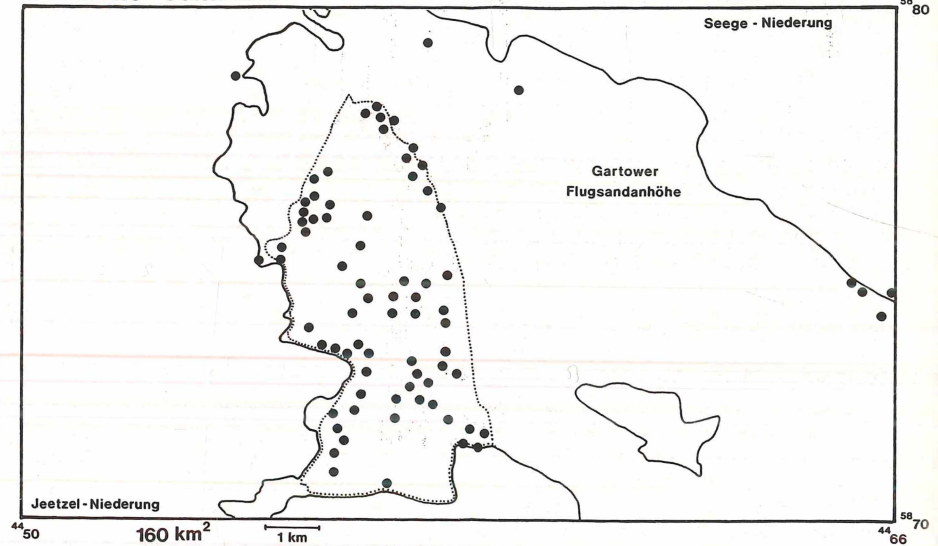 58 80
Seege - Niederung
Gartower
Flugsandanhöhe
Jeetzel - Niederung
58 70
44 50
160 km²
1 km
44 66